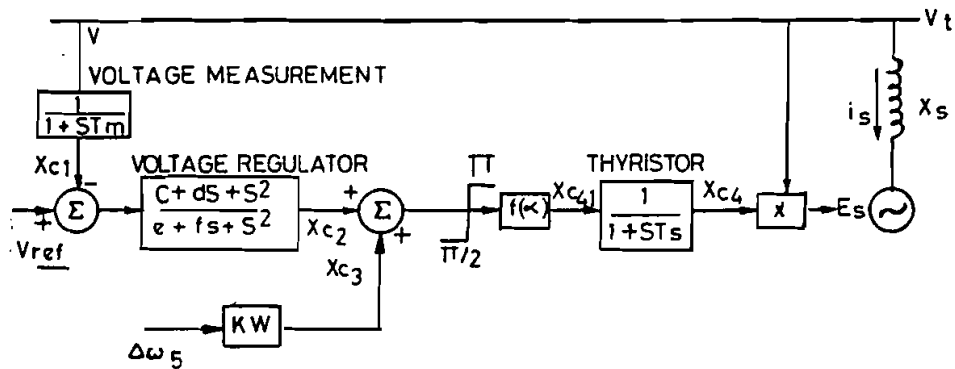 V
Vt
VOLTAGE MEASUREMENT
1
1 + STm
is
Xs
Xc1
VOLTAGE REGULATOR
THYRISTOR
-
Σ
+
Vref
C + dS + S²
e + fs + S²
Xc2
+
Σ
+
Xc3
π
π/2
f(∝)
Xc41
1
1+STs
Xc4
x
Es
Δω5
KW